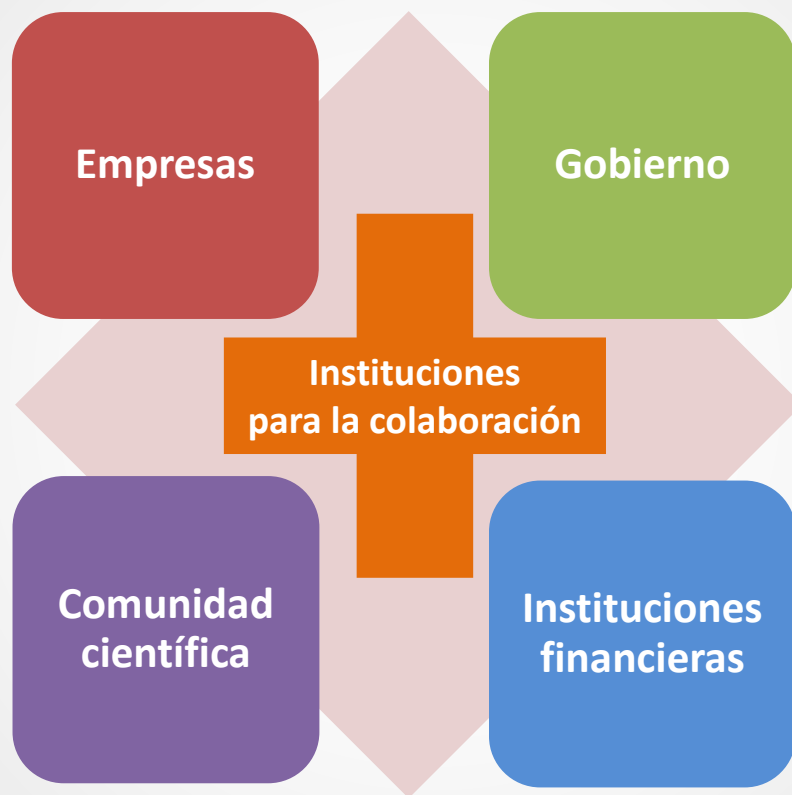 Empresas
Gobierno
Instituciones
para la colaboración
Comunidad
científica
Instituciones
financieras